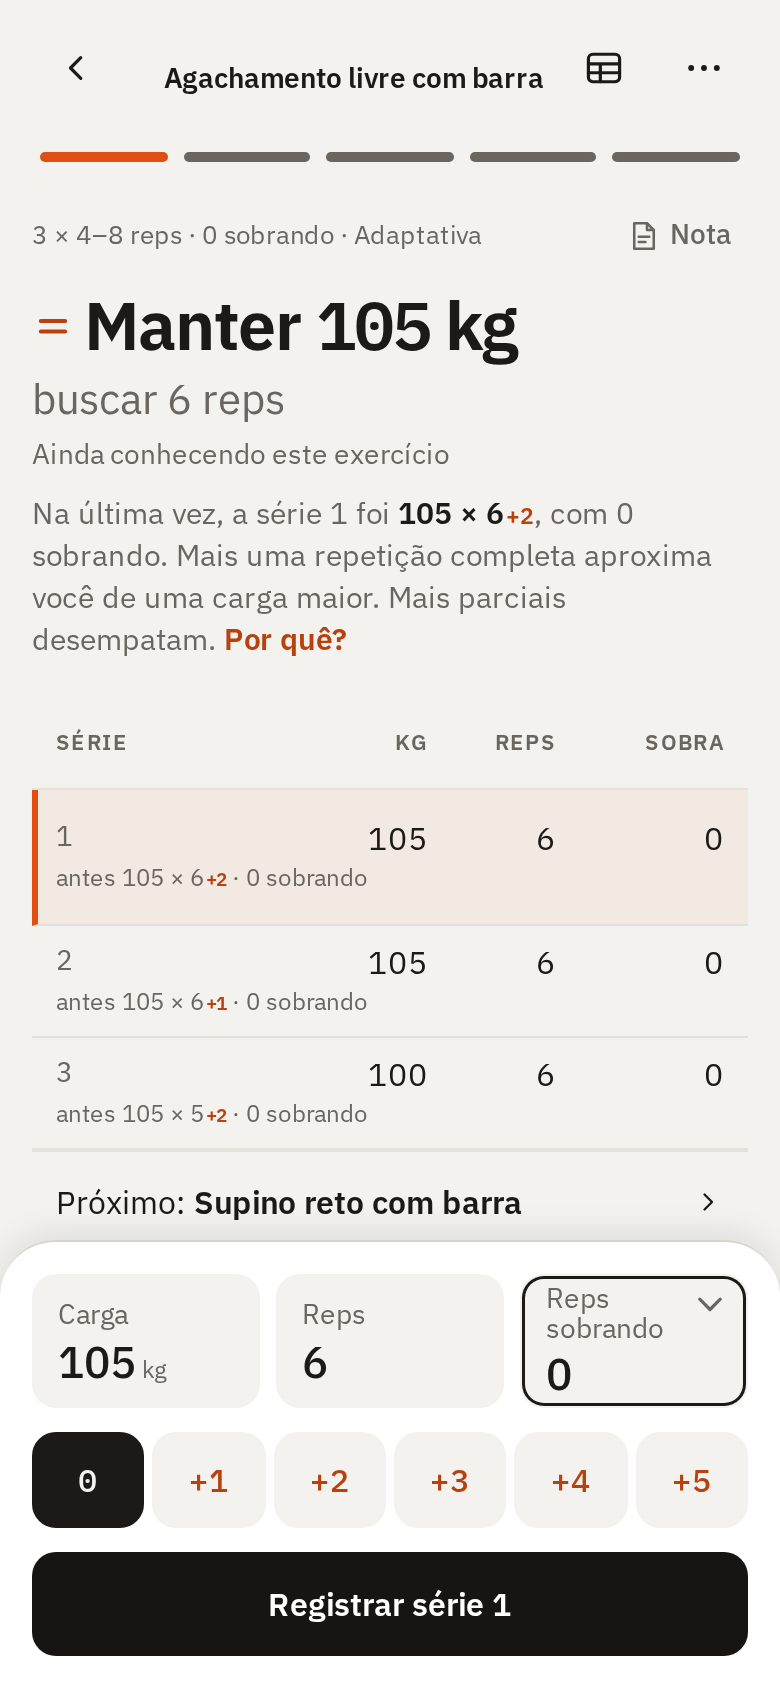 Agachamento livre com barra
3 × 4–8 reps · 0 sobrando · Adaptativa
Nota
= Manter 105 kg
buscar 6 reps
Ainda conhecendo este exercício
Na última vez, a série 1 foi 105 × 6+2, com 0
sobrando. Mais uma repetição completa aproxima
você de uma carga maior. Mais parciais
desempatam. Por quê?
SÉRIE KG REPS SOBRA
1 105 6 0
antes 105 × 6+2 · 0 sobrando
2 105 6 0
antes 105 × 6+1 · 0 sobrando
3 100 6 0
antes 105 × 5+2 · 0 sobrando
Próximo: Supino reto com barra
Carga
105 kg
Reps
6
Reps
sobrando
0
0 +1 +2 +3 +4 +5
Registrar série 1